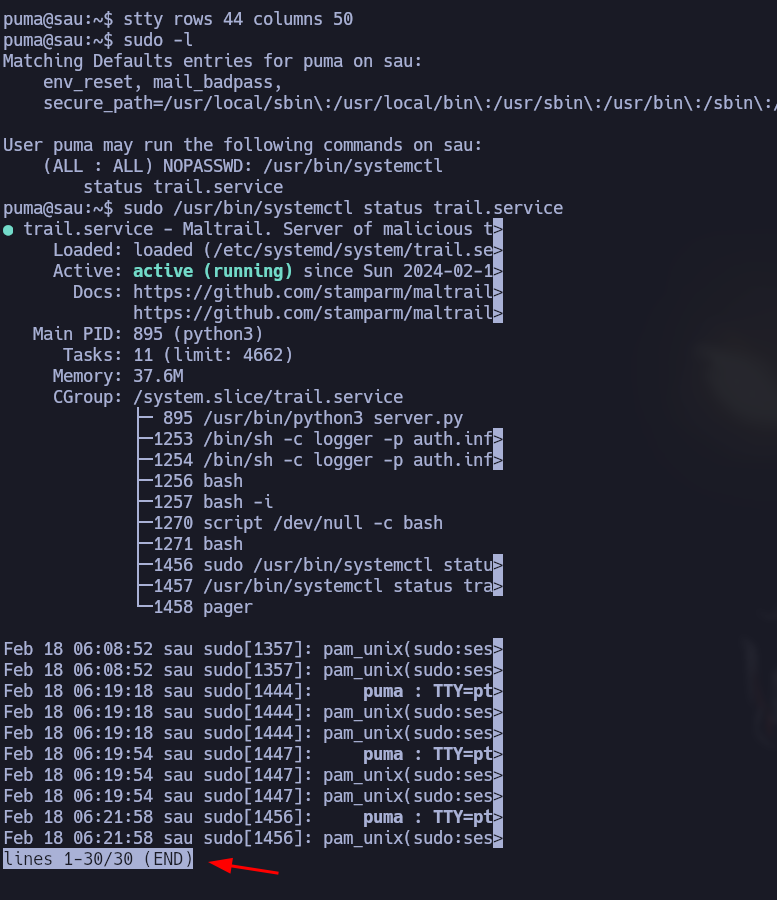 puma@sau:~$ stty rows 44 columns 50
puma@sau:~$ sudo -l
Matching Defaults entries for puma on sau:
    env_reset, mail_badpass,
    secure_path=/usr/local/sbin\:/usr/local/bin\:/usr/sbin\:/usr/bin\:/sbin\:/

User puma may run the following commands on sau:
    (ALL : ALL) NOPASSWD: /usr/bin/systemctl
        status trail.service
puma@sau:~$ sudo /usr/bin/systemctl status trail.service
● trail.service - Maltrail. Server of malicious t>
     Loaded: loaded (/etc/systemd/system/trail.se>
     Active: active (running) since Sun 2024-02-1>
       Docs: https://github.com/stamparm/maltrail>
             https://github.com/stamparm/maltrail>
   Main PID: 895 (python3)
      Tasks: 11 (limit: 4662)
     Memory: 37.6M
     CGroup: /system.slice/trail.service
             ├─ 895 /usr/bin/python3 server.py
             ├─1253 /bin/sh -c logger -p auth.inf>
             ├─1254 /bin/sh -c logger -p auth.inf>
             ├─1256 bash
             ├─1257 bash -i
             ├─1270 script /dev/null -c bash
             ├─1271 bash
             ├─1456 sudo /usr/bin/systemctl statu>
             ├─1457 /usr/bin/systemctl status tra>
             └─1458 pager

Feb 18 06:08:52 sau sudo[1357]: pam_unix(sudo:ses>
Feb 18 06:08:52 sau sudo[1357]: pam_unix(sudo:ses>
Feb 18 06:19:18 sau sudo[1444]:     puma : TTY=pt>
Feb 18 06:19:18 sau sudo[1444]: pam_unix(sudo:ses>
Feb 18 06:19:18 sau sudo[1444]: pam_unix(sudo:ses>
Feb 18 06:19:54 sau sudo[1447]:     puma : TTY=pt>
Feb 18 06:19:54 sau sudo[1447]: pam_unix(sudo:ses>
Feb 18 06:19:54 sau sudo[1447]: pam_unix(sudo:ses>
Feb 18 06:21:58 sau sudo[1456]:     puma : TTY=pt>
Feb 18 06:21:58 sau sudo[1456]: pam_unix(sudo:ses>
lines 1-30/30 (END)